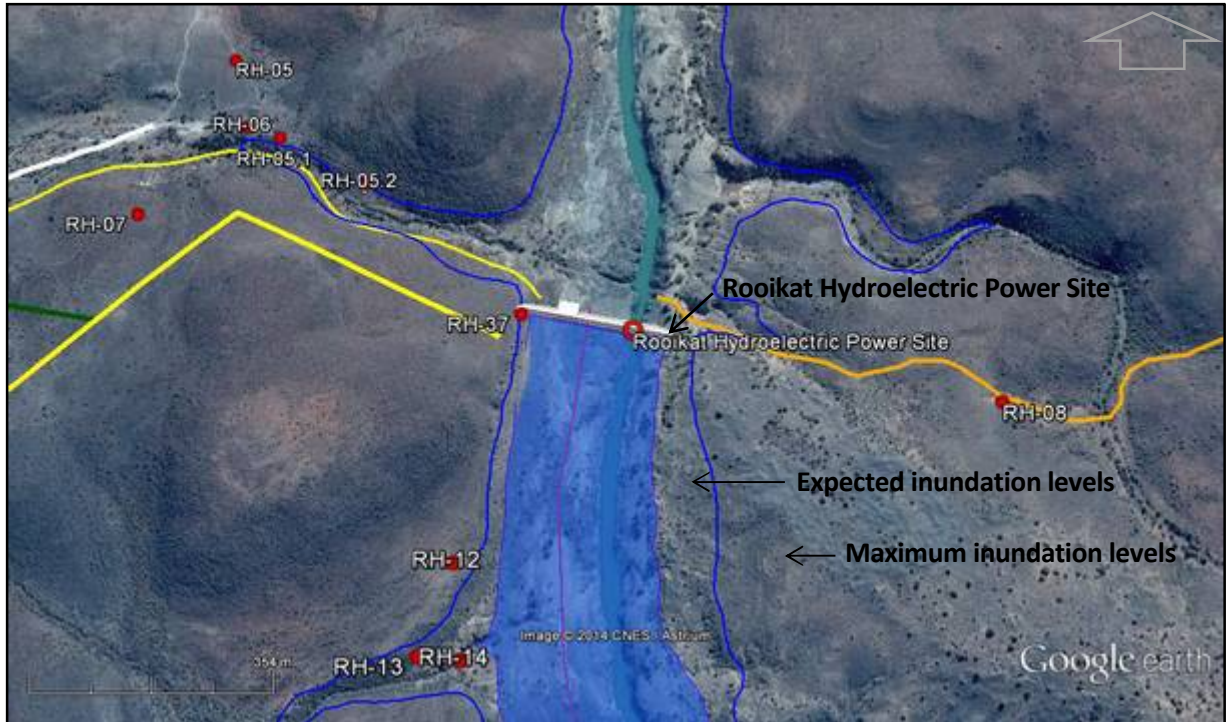 RH-05
RH-06
RH-05.1
RH-05.2
RH-07
RH-37
Rooikat Hydroelectric Power Site
Rooikat Hydroelectric Power Site
RH-08
Expected inundation levels
Maximum inundation levels
RH-12
RH-13
RH-14
354 m
Image © 2014 CNES / Astrium
Google earth